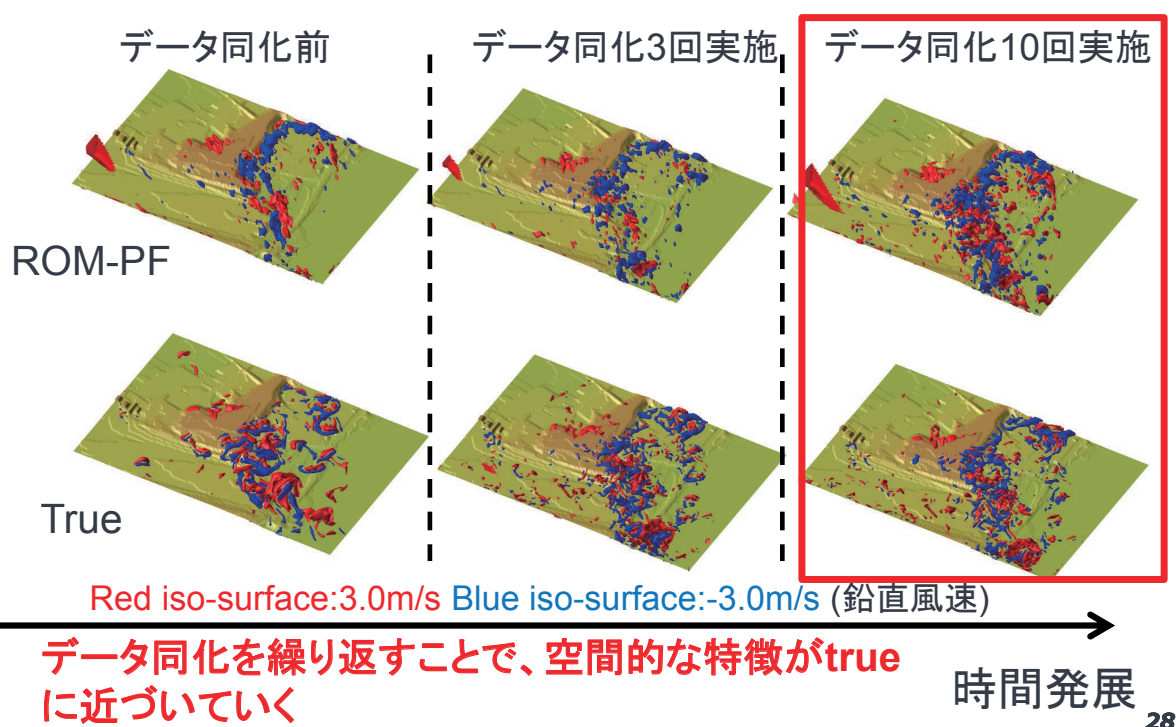 データ同化前
データ同化3回実施
データ同化10回実施
ROM-PF
True
Red iso-surface:3.0m/s Blue iso-surface:-3.0m/s (鉛直風速)
データ同化を繰り返すことで、空間的な特徴がtrue
に近づいていく
時間発展
28